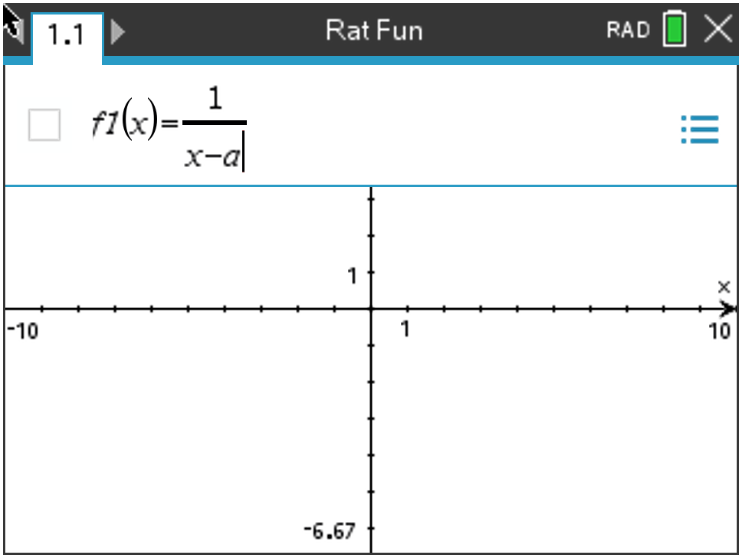 1.1 Rat Fun RAD
f1(x)=1/(x−a)
1
x
-10 1 10
-6.67